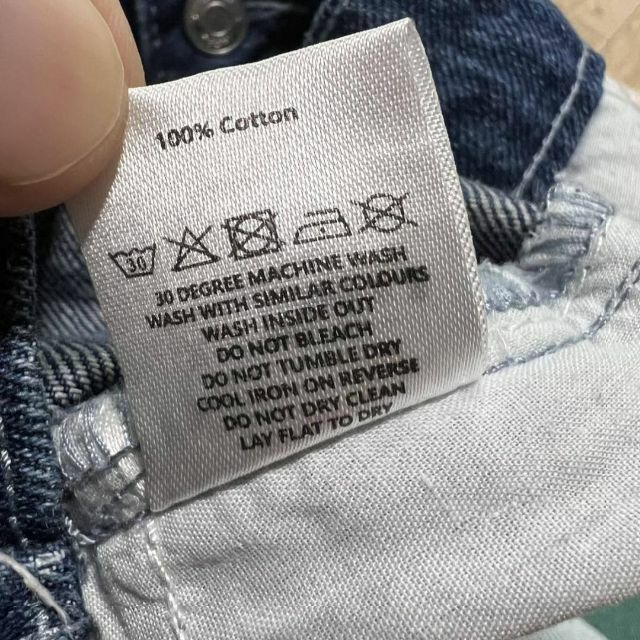 100% Cotton
30
30 DEGREE MACHINE WASH
WASH WITH SIMILAR COLOURS
WASH INSIDE OUT
DO NOT BLEACH
DO NOT TUMBLE DRY
COOL IRON ON REVERSE
DO NOT DRY CLEAN
LAY FLAT TO DRY